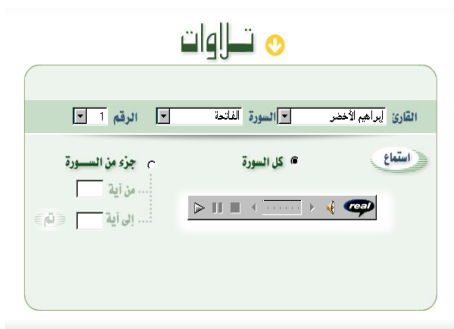 تلاوات
القارئ إبراهيم الأخضر السورة الفاتحة الرقم 1
استماع كل السورة جزء من السورة
من آية
real إلى آية تم